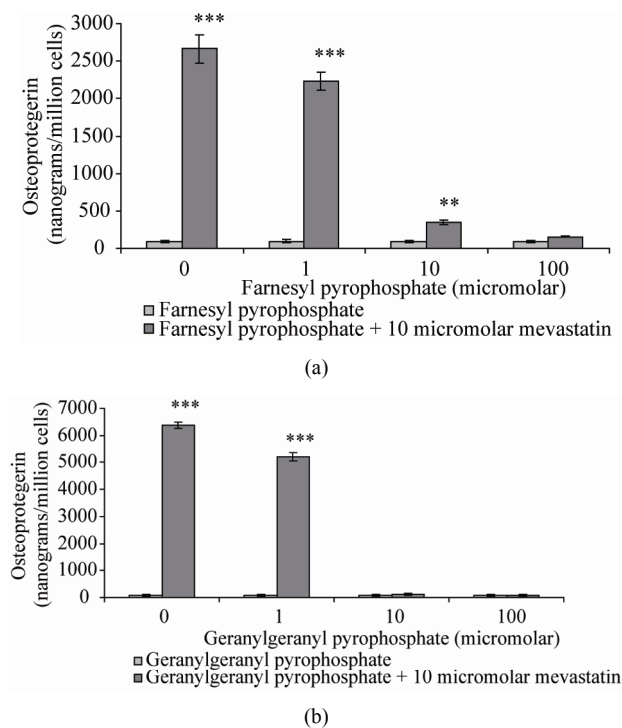 ***
3000
***
2500
2000
1500
1000
**
500
0
0 1 10 100
Osteoprotegerin
(nanograms/million cells)
Farnesyl pyrophosphate (micromolar)
Farnesyl pyrophosphate
Farnesyl pyrophosphate + 10 micromolar mevastatin
(a)
7000
***
6000
***
5000
4000
3000
2000
1000
0
0 1 10 100
Osteoprotegerin
(nanograms/million cells)
Geranylgeranyl pyrophosphate (micromolar)
Geranylgeranyl pyrophosphate
Geranylgeranyl pyrophosphate + 10 micromolar mevastatin
(b)